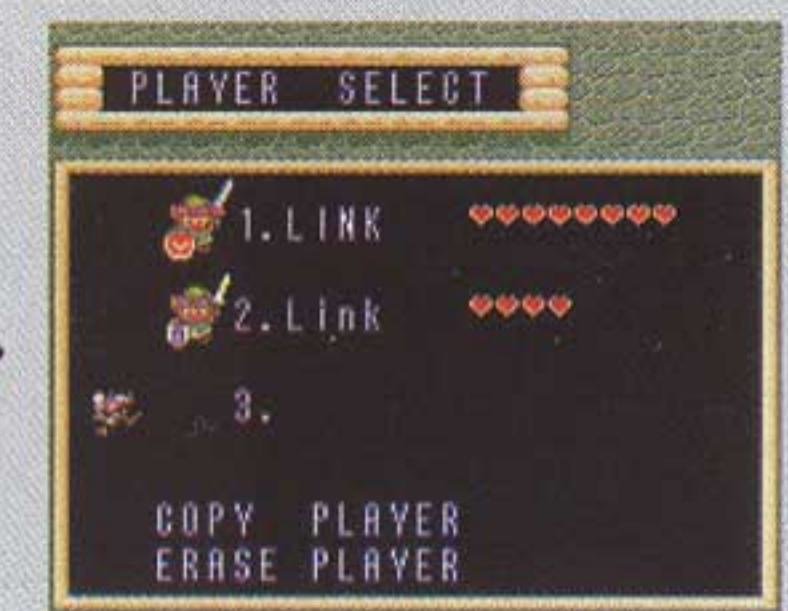 PLAYER SELECT
1.LINK
2.Link
3.
COPY PLAYER
ERASE PLAYER